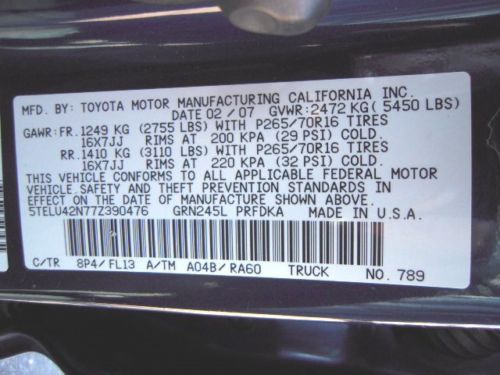 MFD. BY: TOYOTA MOTOR MANUFACTURING CALIFORNIA INC.
DATE 02/07 GVWR:2472 KG( 5450 LBS)
GAWR: FR. 1249 KG (2755 LBS) WITH P265/70R16 TIRES
16X7JJ RIMS AT 200 KPA (29 PSI) COLD.
RR. 1410 KG (3110 LBS) WITH P265/70R16 TIRES
16X7JJ RIMS AT 220 KPA (32 PSI) COLD.
THIS VEHICLE CONFORMS TO ALL APPLICABLE FEDERAL MOTOR
VEHICLE SAFETY AND THEFT PREVENTION STANDARDS IN
EFFECT ON THE DATE OF MANUFACTURE SHOWN ABOVE.
5TELU42N77Z390476 GRN245L PRFDKA MADE IN U.S.A.
C/TR 8P4/FL13 A/TM A04B/RA60 TRUCK NO. 789